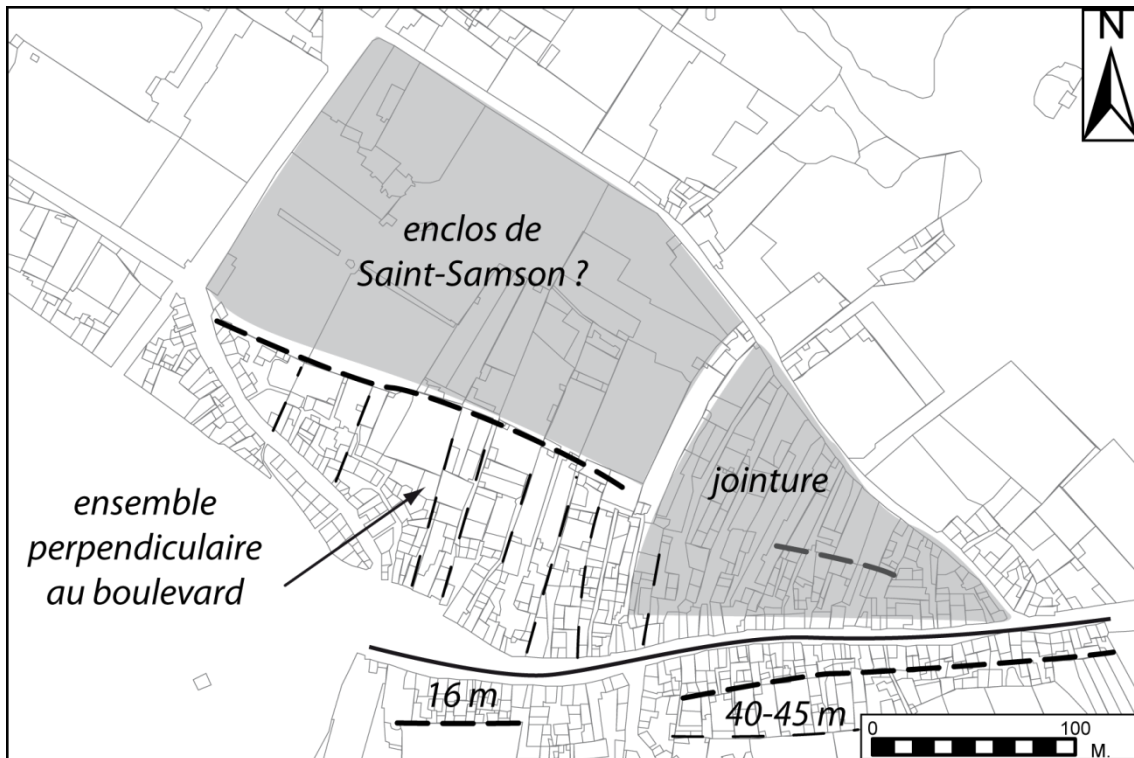 N
enclos de
Saint-Samson ?
jointure
ensemble
perpendiculaire
au boulevard
16 m
40-45 m
0 100
M.